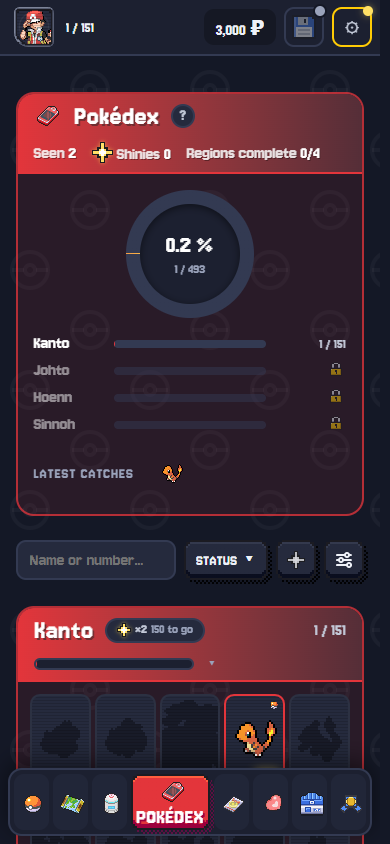 1 / 151
3,000 ₽
Pokédex ?
Seen 2 Shinies 0 Regions complete 0/4
0.2 %
1 / 493
Kanto 1 / 151
Johto
Hoenn
Sinnoh
LATEST CATCHES
Name or number... STATUS ▼
Kanto ×2 150 to go 1 / 151
▼
POKÉDEX